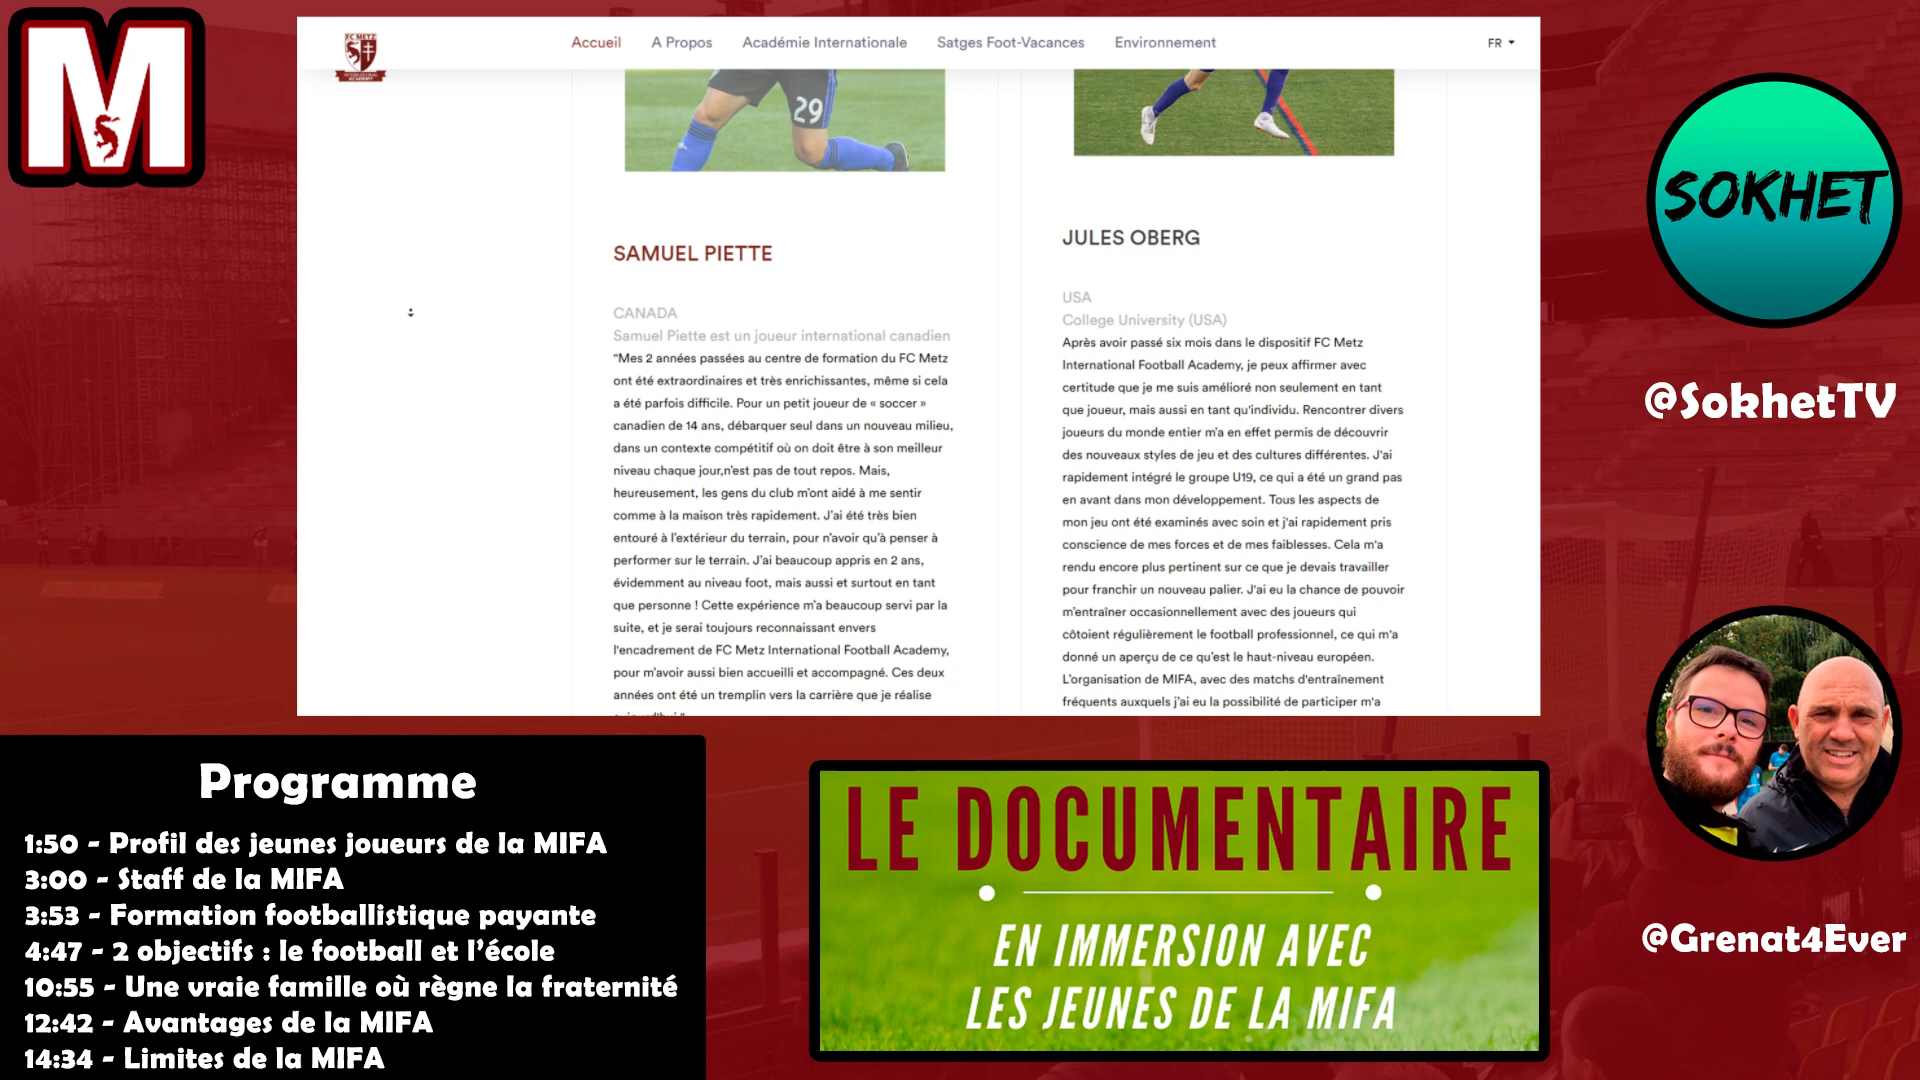 M
FC METZ
Accueil
A Propos
Académie Internationale
Satges Foot-Vacances
Environnement
FR
29
SAMUEL PIETTE
CANADA
Samuel Piette est un joueur international canadien
"Mes 2 années passées au centre de formation du FC Metz
ont été extraordinaires et très enrichissantes, même si cela
a été parfois difficile. Pour un petit joueur de « soccer »
canadien de 14 ans, débarquer seul dans un nouveau milieu,
dans un contexte compétitif où on doit être à son meilleur
niveau chaque jour,n'est pas de tout repos. Mais,
heureusement, les gens du club m'ont aidé à me sentir
comme à la maison très rapidement. J'ai été très bien
entouré à l'extérieur du terrain, pour n'avoir qu'à penser à
performer sur le terrain. J'ai beaucoup appris en 2 ans,
évidemment au niveau foot, mais aussi et surtout en tant
que personne ! Cette expérience m'a beaucoup servi par la
suite, et je serai toujours reconnaissant envers
l'encadrement de FC Metz International Football Academy,
pour m'avoir aussi bien accueilli et accompagné. Ces deux
années ont été un tremplin vers la carrière que je réalise
JULES OBERG
USA
College University (USA)
Après avoir passé six mois dans le dispositif FC Metz
International Football Academy, je peux affirmer avec
certitude que je me suis amélioré non seulement en tant
que joueur, mais aussi en tant qu'individu. Rencontrer divers
joueurs du monde entier m'a en effet permis de découvrir
des nouveaux styles de jeu et des cultures différentes. J'ai
rapidement intégré le groupe U19, ce qui a été un grand pas
en avant dans mon développement. Tous les aspects de
mon jeu ont été examinés avec soin et j'ai rapidement pris
conscience de mes forces et de mes faiblesses. Cela m'a
rendu encore plus pertinent sur ce que je devais travailler
pour franchir un nouveau palier. J'ai eu la chance de pouvoir
m'entraîner occasionnellement avec des joueurs qui
côtoient régulièrement le football professionnel, ce qui m'a
donné un aperçu de ce qu'est le haut-niveau européen.
L'organisation de MIFA, avec des matchs d'entraînement
fréquents auxquels j'ai eu la possibilité de participer m'a
SOKHET
@SokhetTV
@Grenat4Ever
Programme
1:50 - Profil des jeunes joueurs de la MIFA
3:00 - Staff de la MIFA
3:53 - Formation footballistique payante
4:47 - 2 objectifs : le football et l'école
10:55 - Une vraie famille où règne la fraternité
12:42 - Avantages de la MIFA
14:34 - Limites de la MIFA
LE DOCUMENTAIRE
EN IMMERSION AVEC
LES JEUNES DE LA MIFA